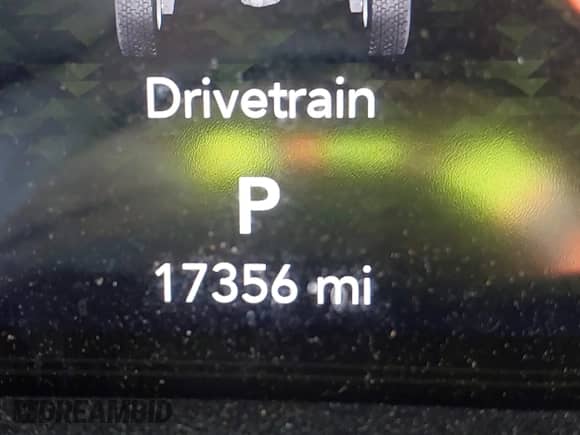 Drivetrain
P
17356 mi
DREAMBID